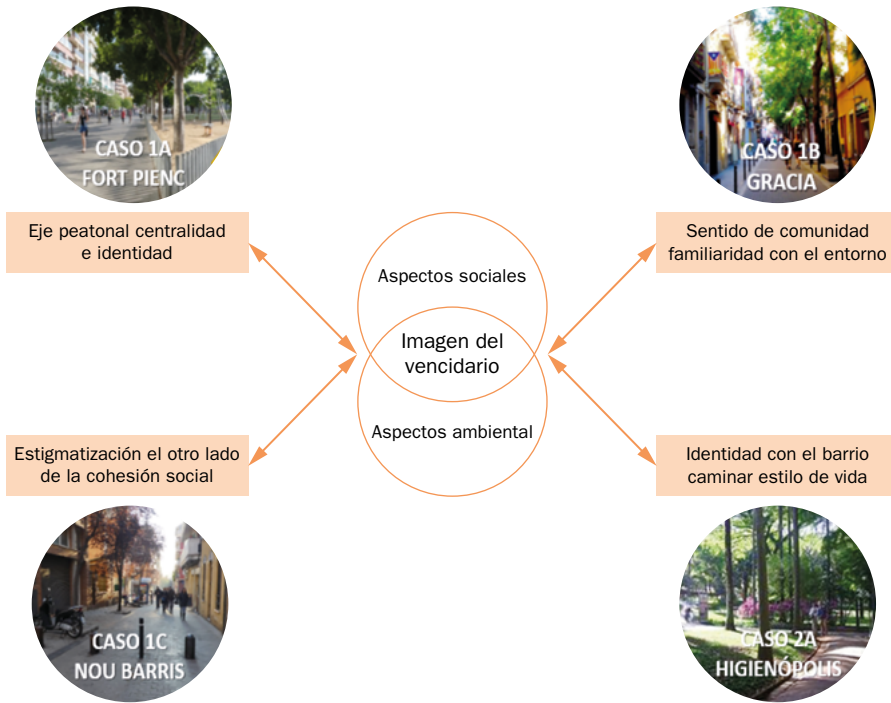 CASO 1A
FORT PIENC
CASO 1B
GRACIA
Eje peatonal centralidad
e identidad
Sentido de comunidad
familiaridad con el entorno
Aspectos sociales
Imagen del
vencidario
Aspectos ambiental
Estigmatización el otro lado
de la cohesión social
Identidad con el barrio
caminar estilo de vida
CASO 1C
NOU BARRIS
CASO 2A
HIGIENÓPOLIS